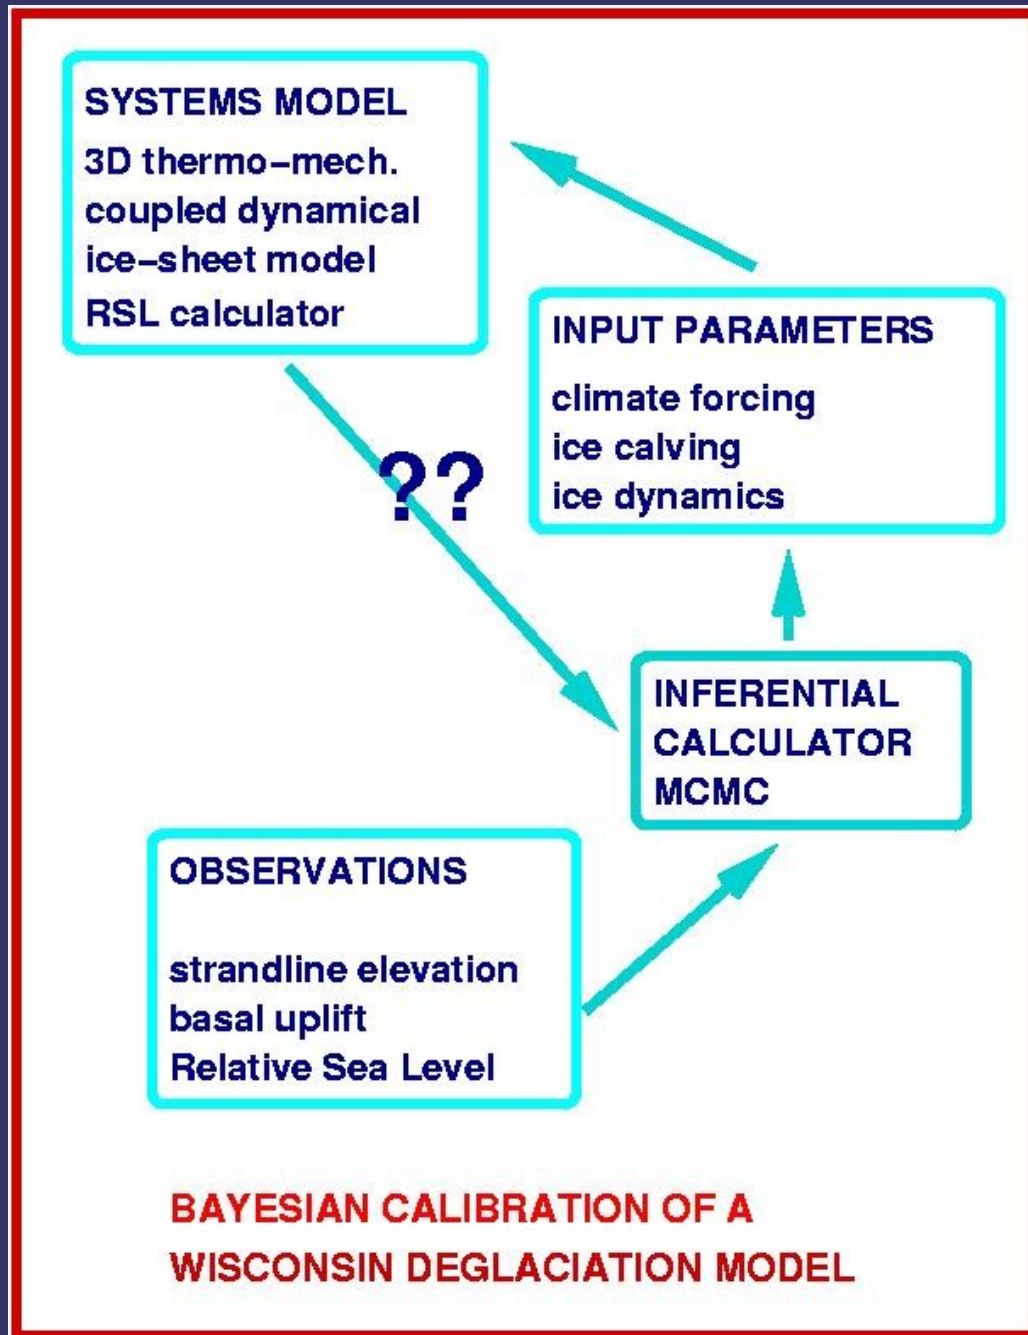 SYSTEMS MODEL
3D thermo-mech.
coupled dynamical
ice-sheet model
RSL calculator
INPUT PARAMETERS
climate forcing
ice calving
ice dynamics
??
INFERENTIAL
CALCULATOR
MCMC
OBSERVATIONS
strandline elevation
basal uplift
Relative Sea Level
BAYESIAN CALIBRATION OF A
WISCONSIN DEGLACIATION MODEL